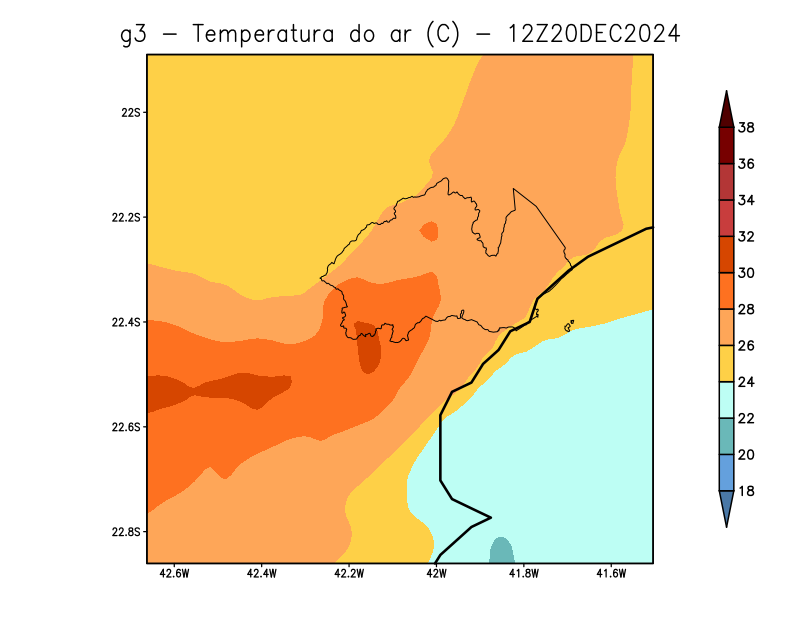 g3 – Temperatura do ar (C) – 12Z20DEC2024
22S
22.2S
22.4S
22.6S
22.8S
42.6W
42.4W
42.2W
42W
41.8W
41.6W
38
36
34
32
30
28
26
24
22
20
18